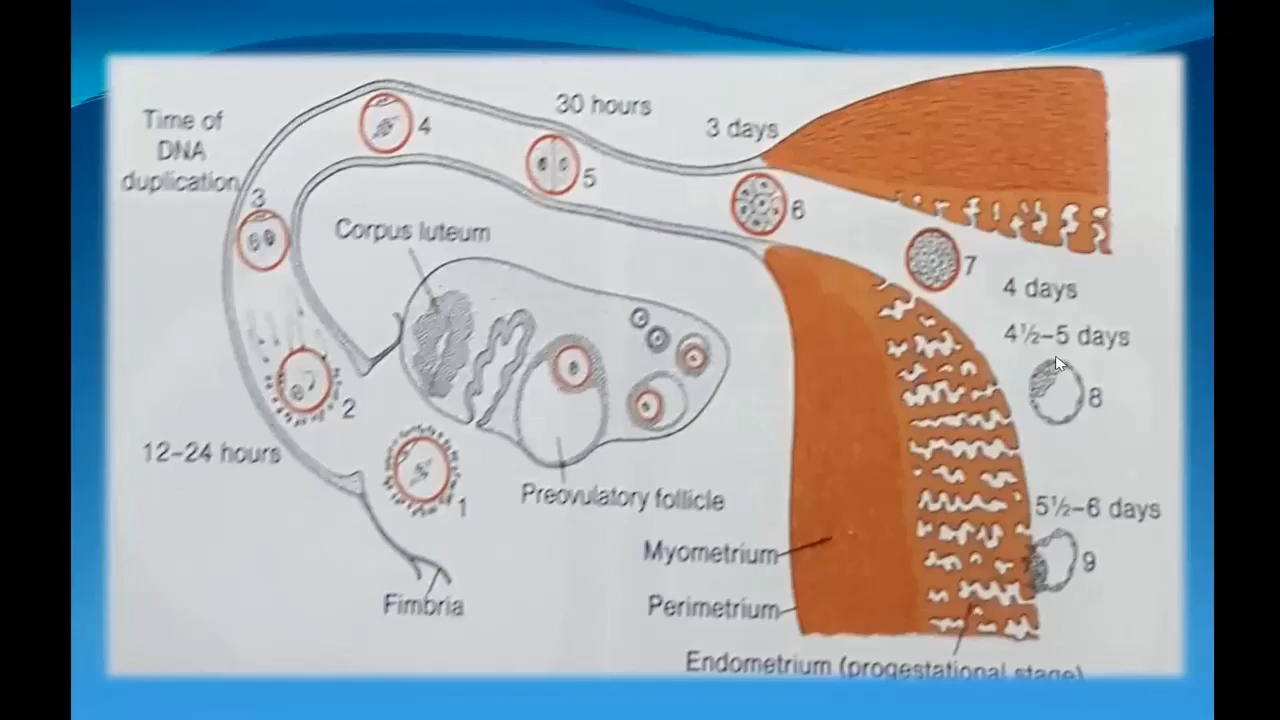 Time of
DNA
duplication
30 hours
3 days
4
5
3
6
Corpus luteum
7
4 days
4½–5 days
8
2
12–24 hours
1
Preovulatory follicle
5½–6 days
Myometrium
9
Fimbria
Perimetrium
Endometrium (progestational stage)